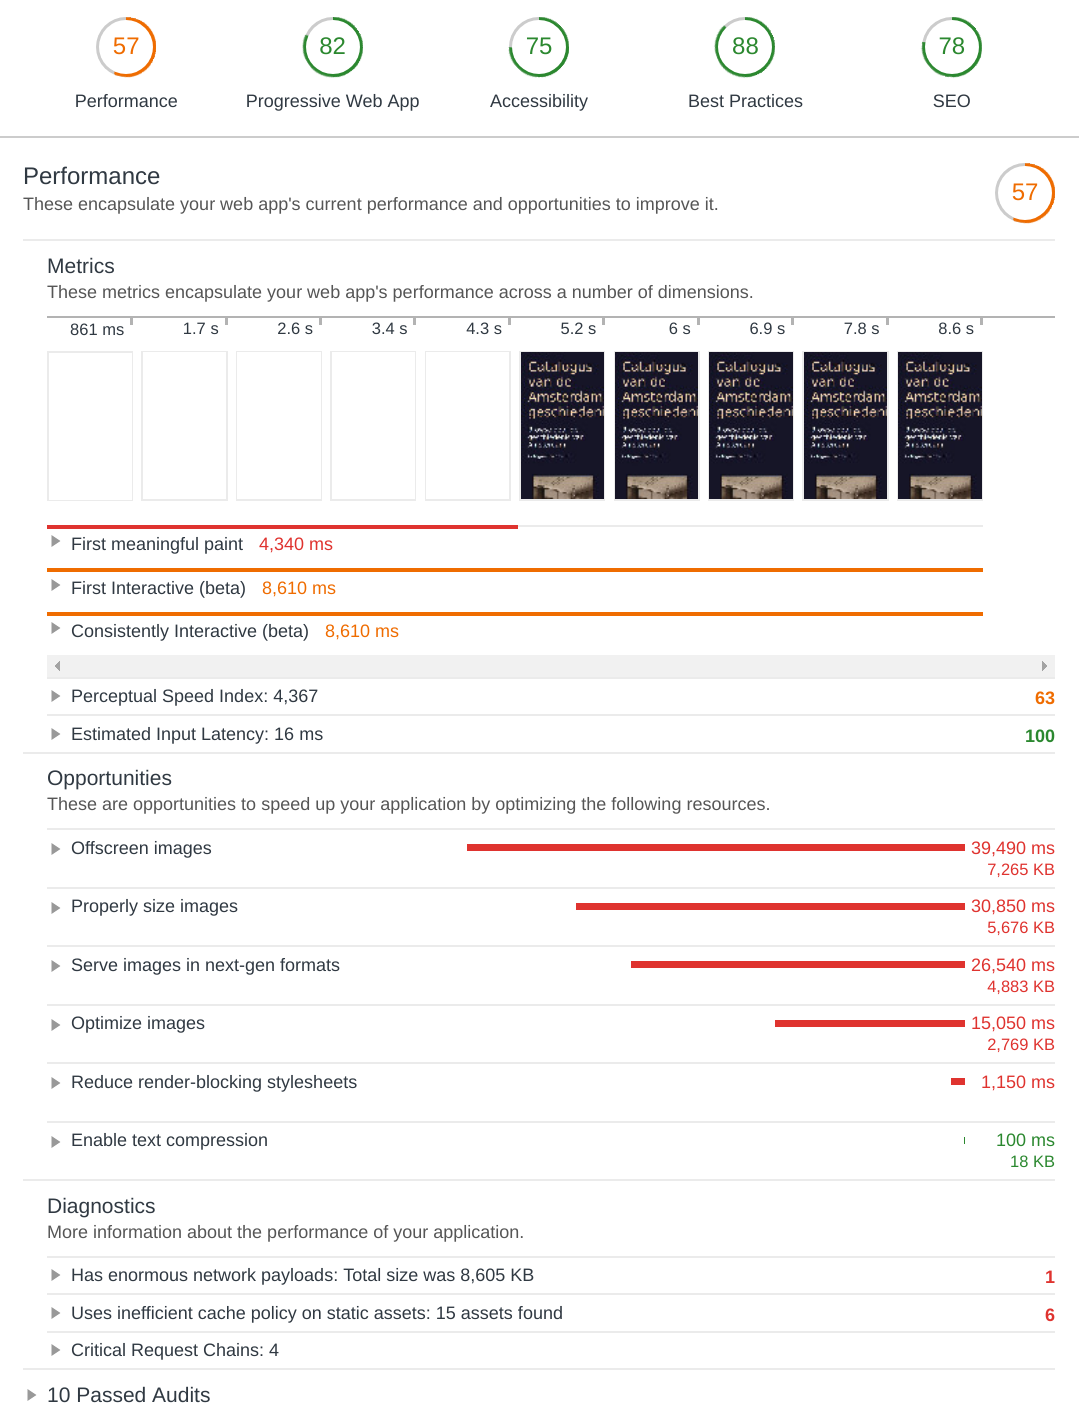 57 82 75 88 78
Performance Progressive Web App Accessibility Best Practices SEO
Performance
These encapsulate your web app's current performance and opportunities to improve it.
57
Metrics
These metrics encapsulate your web app's performance across a number of dimensions.
861 ms 1.7 s 2.6 s 3.4 s 4.3 s 5.2 s 6 s 6.9 s 7.8 s 8.6 s
Catalogus Catalogus Catalogus Catalogus Catalogus
van de van de van de van de van de
Amsterdam Amsterdam Amsterdam Amsterdam Amsterdam
geschiedeni geschiedeni geschiedeni geschiedeni geschiedeni
First meaningful paint 4,340 ms
First Interactive (beta) 8,610 ms
Consistently Interactive (beta) 8,610 ms
Perceptual Speed Index: 4,367 63
Estimated Input Latency: 16 ms 100
Opportunities
These are opportunities to speed up your application by optimizing the following resources.
Offscreen images 39,490 ms
7,265 KB
Properly size images 30,850 ms
5,676 KB
Serve images in next-gen formats 26,540 ms
4,883 KB
Optimize images 15,050 ms
2,769 KB
Reduce render-blocking stylesheets 1,150 ms
Enable text compression 100 ms
18 KB
Diagnostics
More information about the performance of your application.
Has enormous network payloads: Total size was 8,605 KB 1
Uses inefficient cache policy on static assets: 15 assets found 6
Critical Request Chains: 4
10 Passed Audits